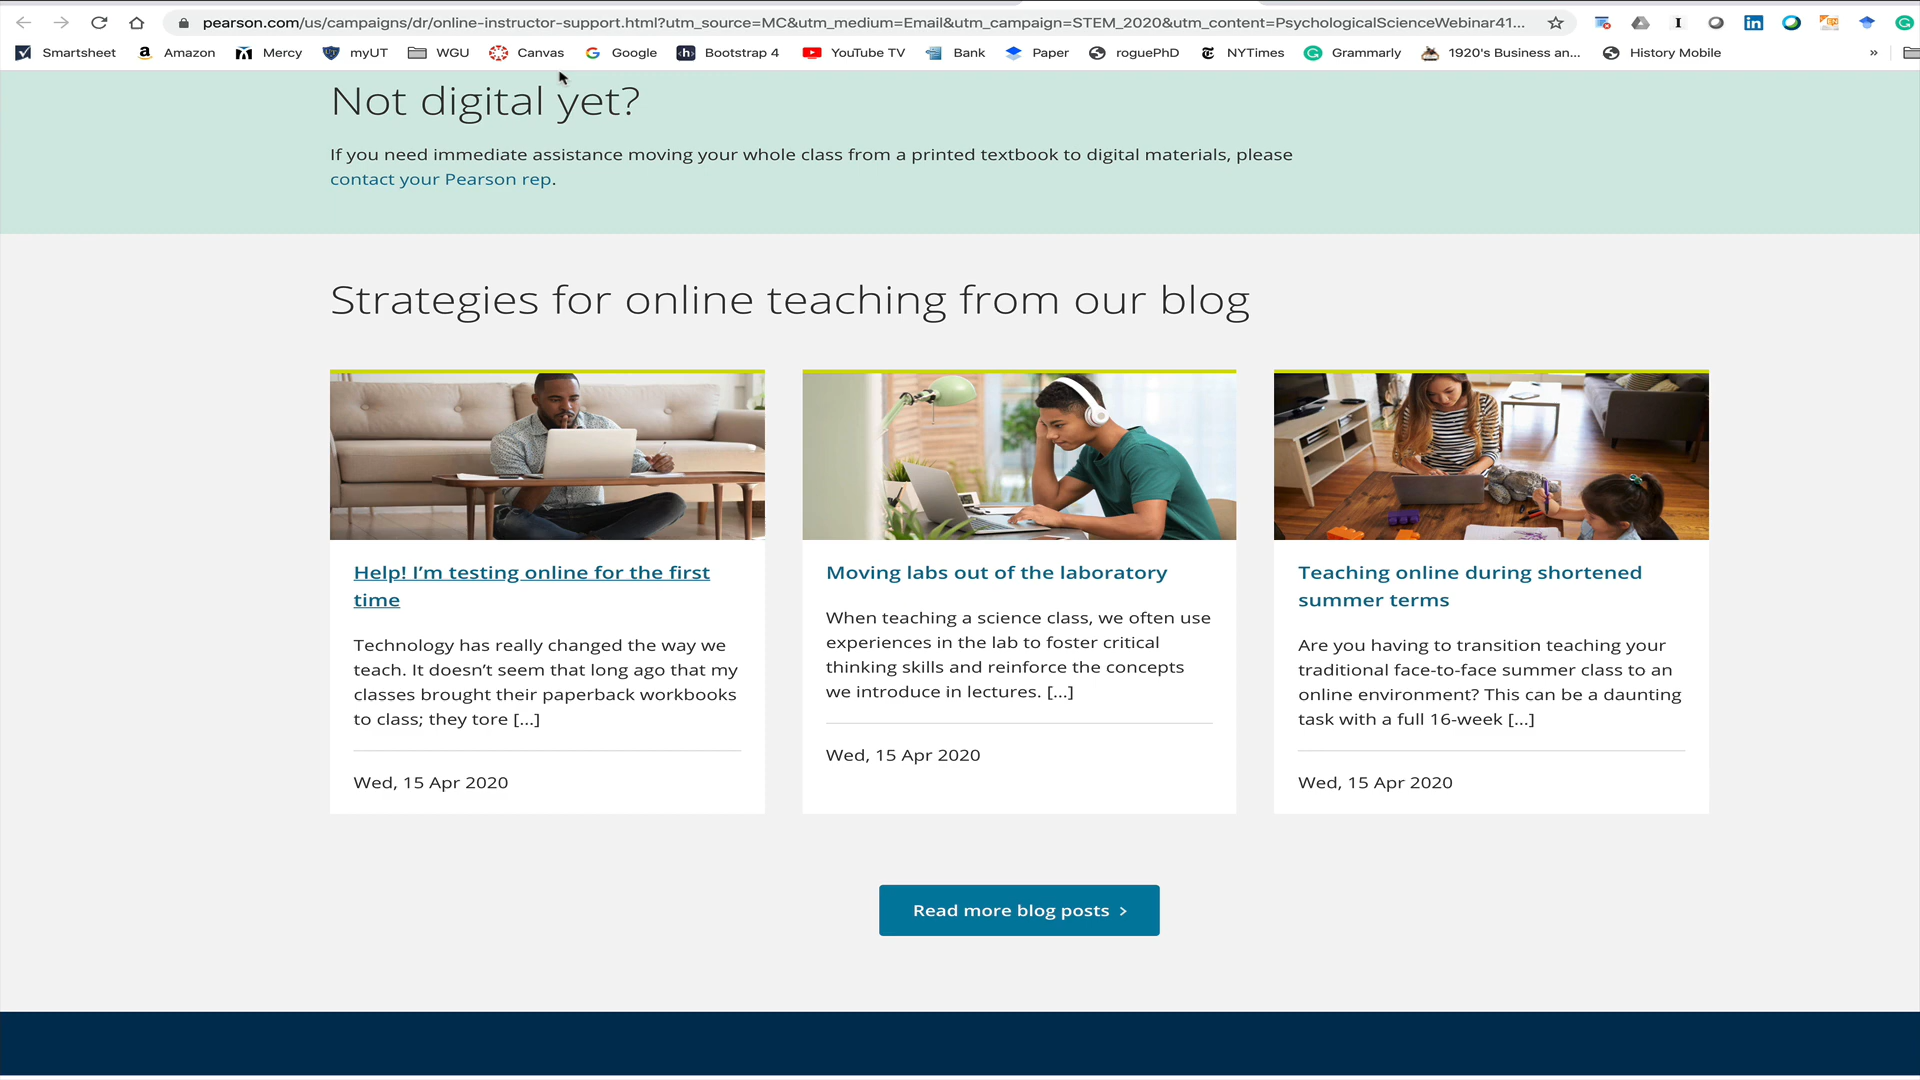 pearson.com/us/campaigns/dr/online-instructor-support.html?utm_source=MC&utm_medium=Email&utm_campaign=STEM_2020&utm_content=PsychologicalScienceWebinar41...
Smartsheet Amazon Mercy myUT WGU Canvas Google Bootstrap 4 YouTube TV Bank Paper roguePhD NYTimes Grammarly 1920's Business an... History Mobile »
Not digital yet?
If you need immediate assistance moving your whole class from a printed textbook to digital materials, please
contact your Pearson rep.
Strategies for online teaching from our blog
Help! I’m testing online for the first
time
Technology has really changed the way we
teach. It doesn’t seem that long ago that my
classes brought their paperback workbooks
to class; they tore [...]
Wed, 15 Apr 2020
Moving labs out of the laboratory
When teaching a science class, we often use
experiences in the lab to foster critical
thinking skills and reinforce the concepts
we introduce in lectures. [...]
Wed, 15 Apr 2020
Teaching online during shortened
summer terms
Are you having to transition teaching your
traditional face-to-face summer class to an
online environment? This can be a daunting
task with a full 16-week [...]
Wed, 15 Apr 2020
Read more blog posts >